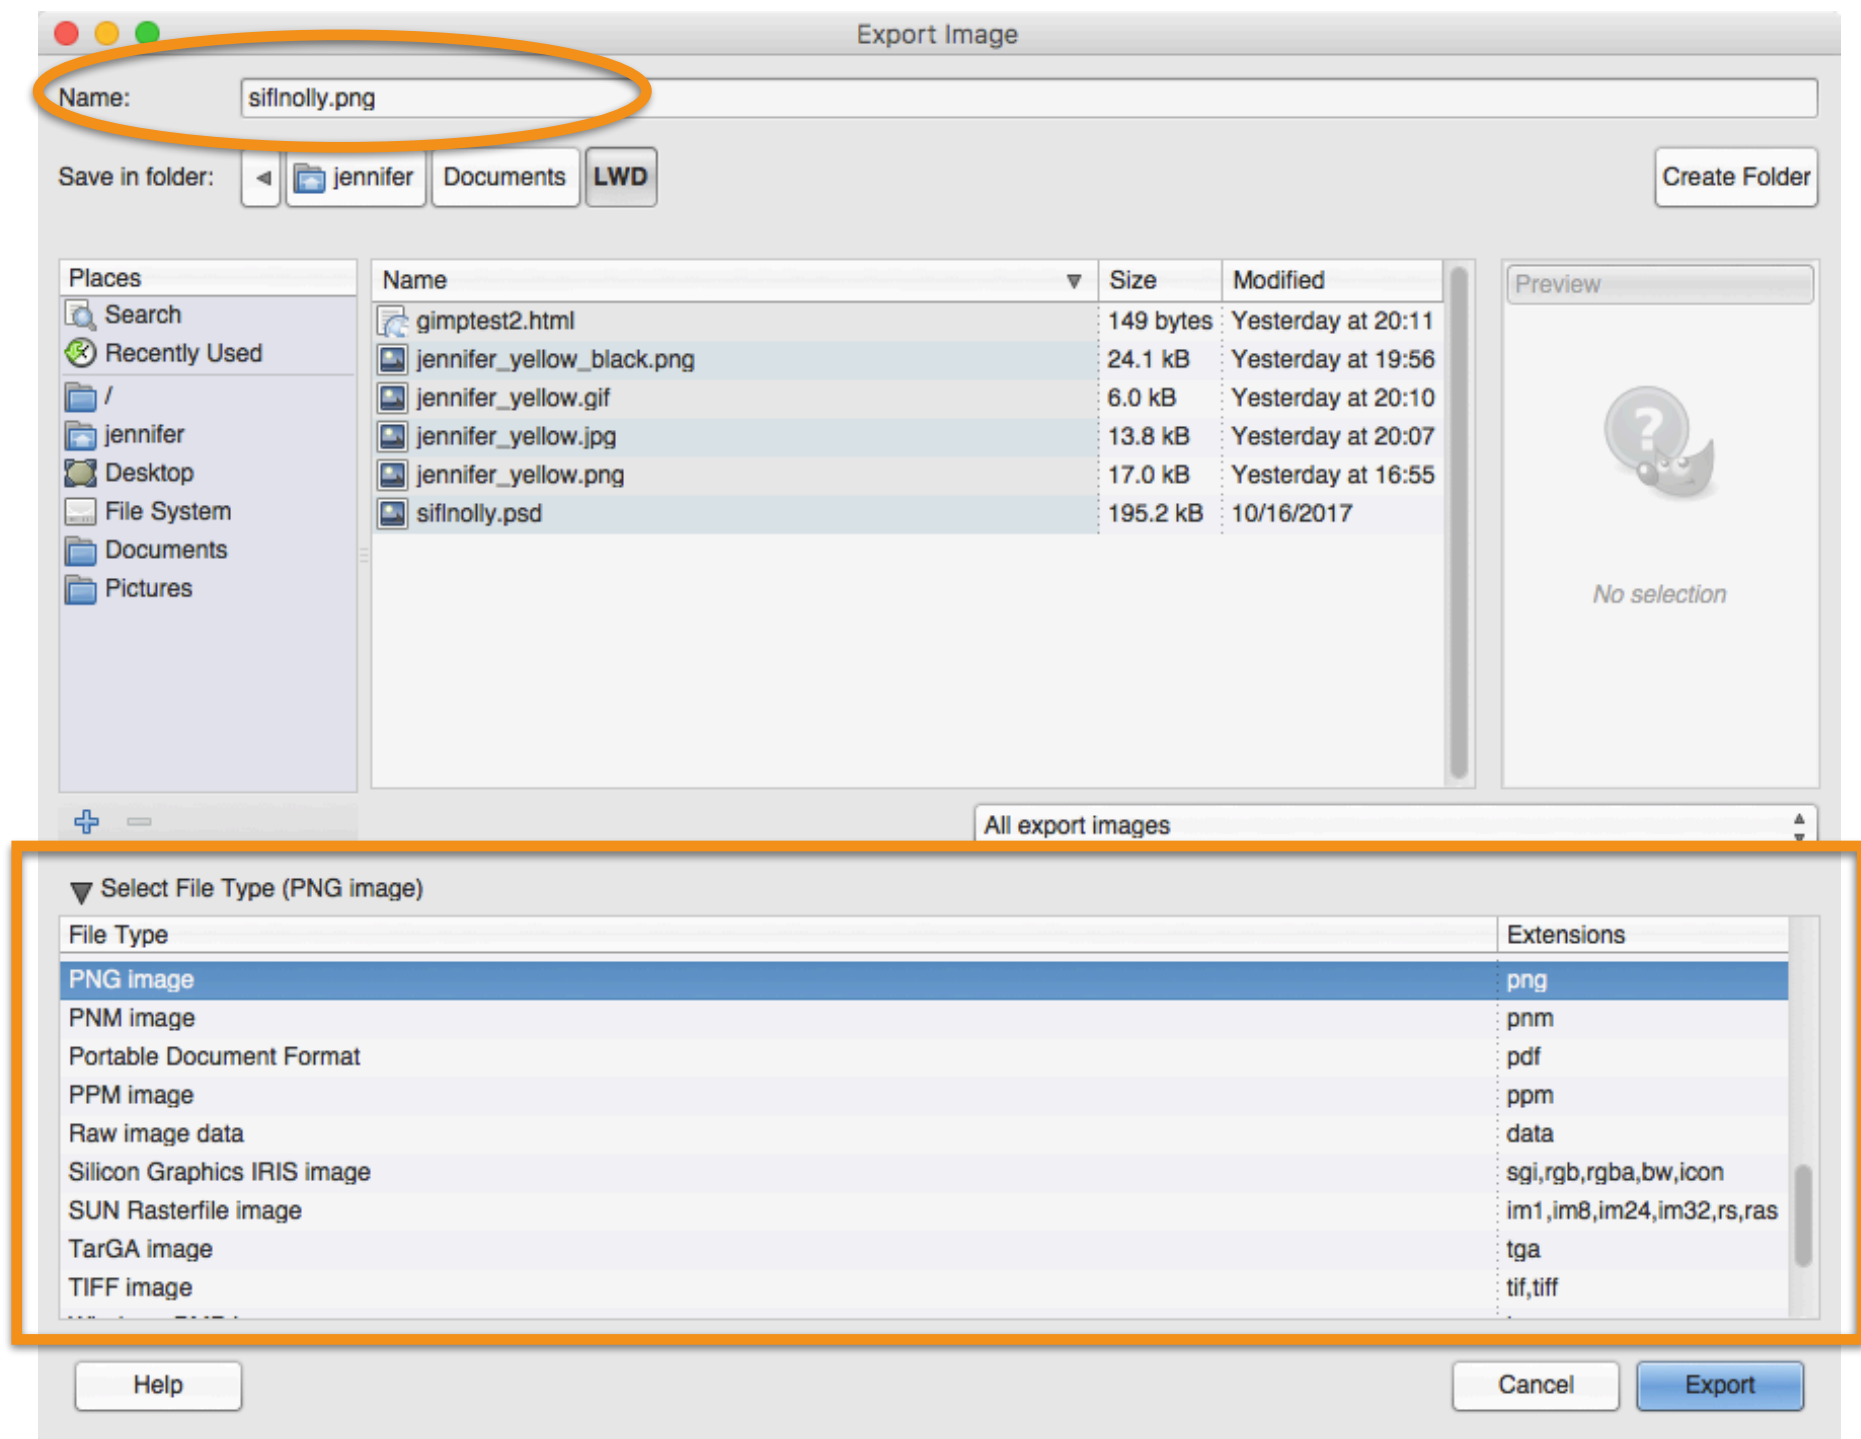 Export Image
Name: siflnolly.png
Save in folder: jennifer Documents LWD Create Folder
Places
Search
Recently Used
/
jennifer
Desktop
File System
Documents
Pictures
Name Size Modified
gimptest2.html 149 bytes Yesterday at 20:11
jennifer_yellow_black.png 24.1 kB Yesterday at 19:56
jennifer_yellow.gif 6.0 kB Yesterday at 20:10
jennifer_yellow.jpg 13.8 kB Yesterday at 20:07
jennifer_yellow.png 17.0 kB Yesterday at 16:55
siflnolly.psd 195.2 kB 10/16/2017
Preview
No selection
All export images
Select File Type (PNG image)
File Type Extensions
PNG image png
PNM image pnm
Portable Document Format pdf
PPM image ppm
Raw image data data
Silicon Graphics IRIS image sgi,rgb,rgba,bw,icon
SUN Rasterfile image im1,im8,im24,im32,rs,ras
TarGA image tga
TIFF image tif,tiff
Help Cancel Export